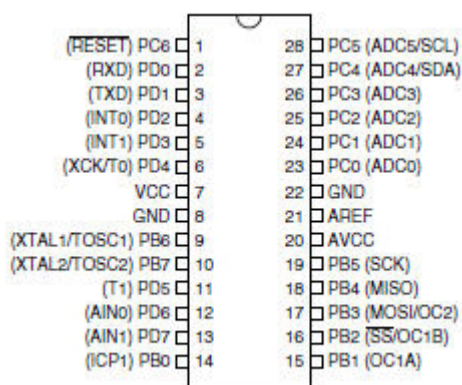 (RESET) PC6 1 28 PC5 (ADC5/SCL)
(RXD) PD0 2 27 PC4 (ADC4/SDA)
(TXD) PD1 3 26 PC3 (ADC3)
(INT0) PD2 4 25 PC2 (ADC2)
(INT1) PD3 5 24 PC1 (ADC1)
(XCK/T0) PD4 6 23 PC0 (ADC0)
VCC 7 22 GND
GND 8 21 AREF
(XTAL1/TOSC1) PB6 9 20 AVCC
(XTAL2/TOSC2) PB7 10 19 PB5 (SCK)
(T1) PD5 11 18 PB4 (MISO)
(AIN0) PD6 12 17 PB3 (MOSI/OC2)
(AIN1) PD7 13 16 PB2 (SS/OC1B)
(ICP1) PB0 14 15 PB1 (OC1A)